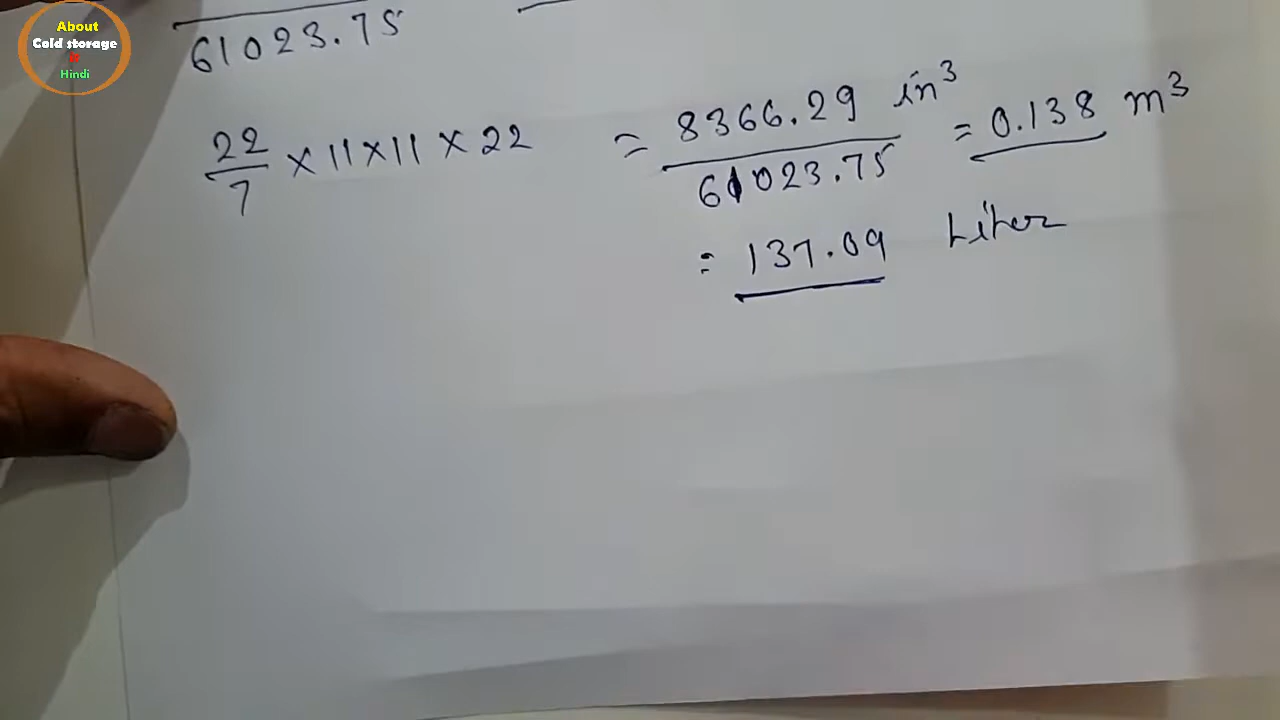 About
Cold storage
in
Hindi
61023.75
22/7 × 11 × 11 × 22 = 8366.29 in³ / 61023.75 = 0.138 m³
= 137.09 Liter